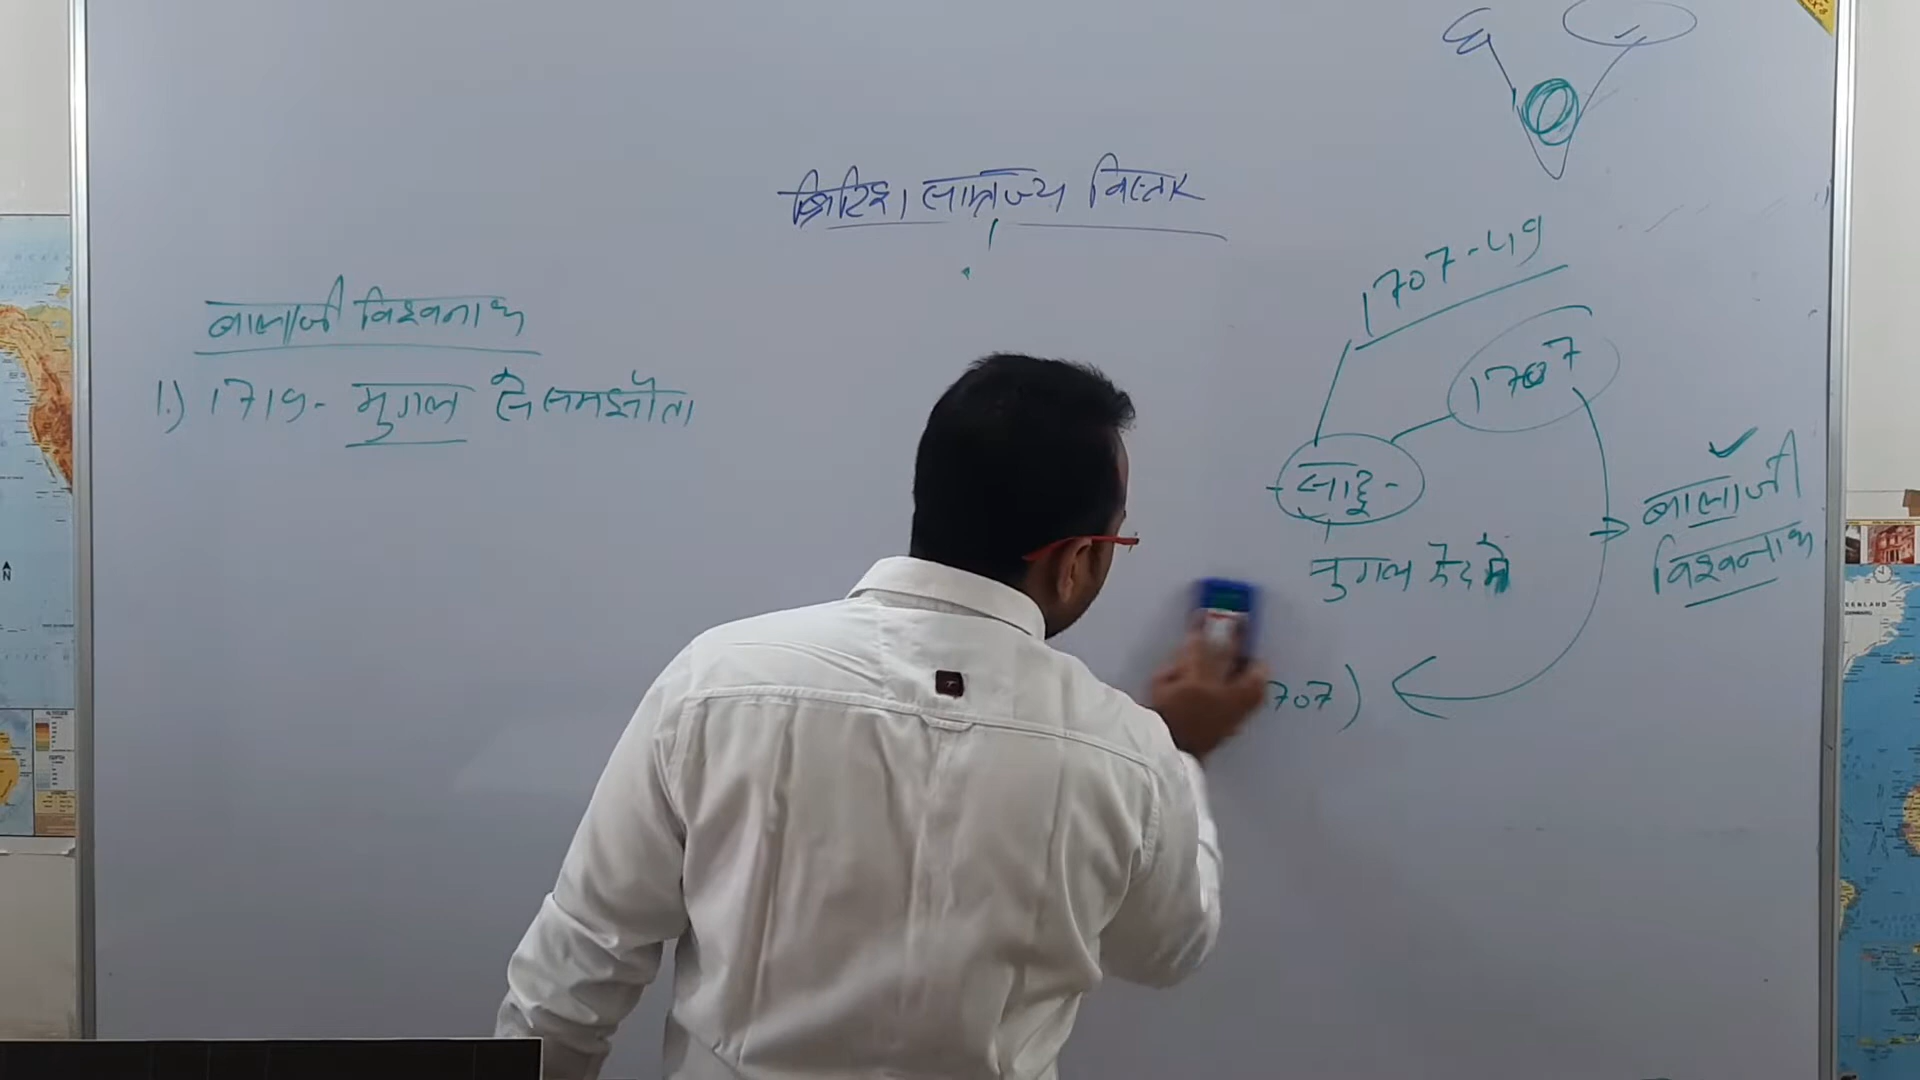 ब्रिटिश साम्राज्य विस्तार
बालाजी विश्वनाथ
1.) 1719 - मुगल से समझौता
1707-49
1707
साहू -
मुगल कैद में
बालाजी
विश्वनाथ
707)